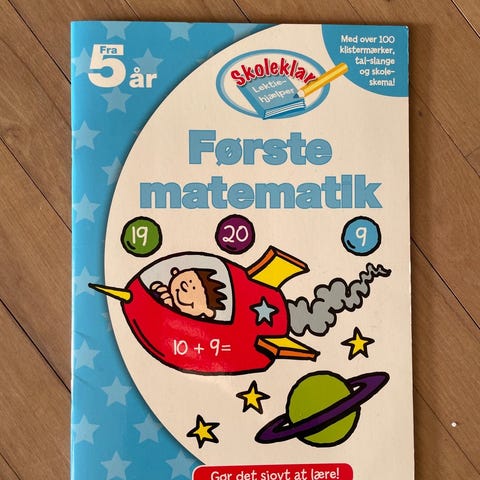 Fra
5 år
Skoleklar
Lektie-
hjælper
Med over 100
klistermærker,
tal-slange
og skole-
skema!
Første
matematik
19
20
9
10 + 9=
Gør det sjovt at lære!